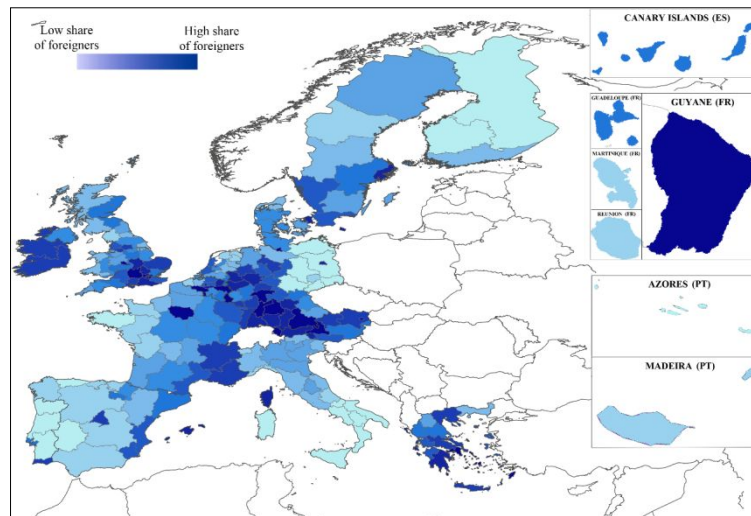 Low share
of foreigners
High share
of foreigners
CANARY ISLANDS (ES)
GUADELOUPE (FR)
GUYANE (FR)
MARTINIQUE (FR)
REUNION (FR)
AZORES (PT)
MADEIRA (PT)